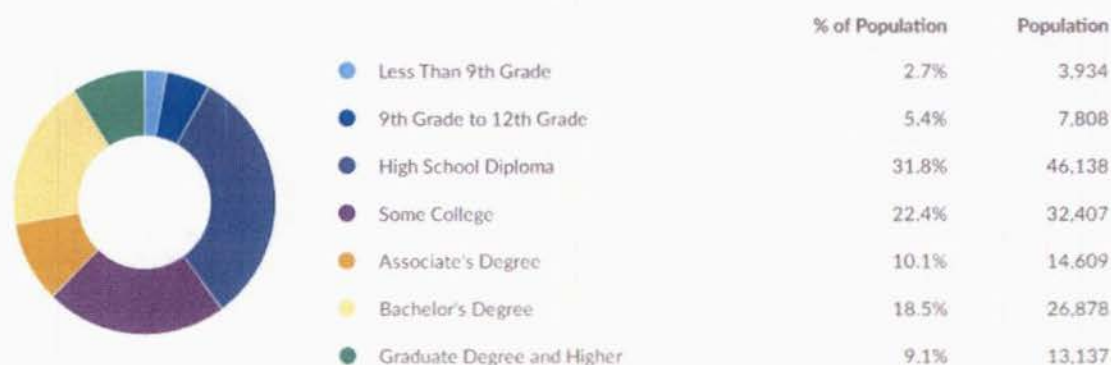 % of Population Population
Less Than 9th Grade 2.7% 3,934
9th Grade to 12th Grade 5.4% 7,808
High School Diploma 31.8% 46,138
Some College 22.4% 32,407
Associate's Degree 10.1% 14,609
Bachelor's Degree 18.5% 26,878
Graduate Degree and Higher 9.1% 13,137